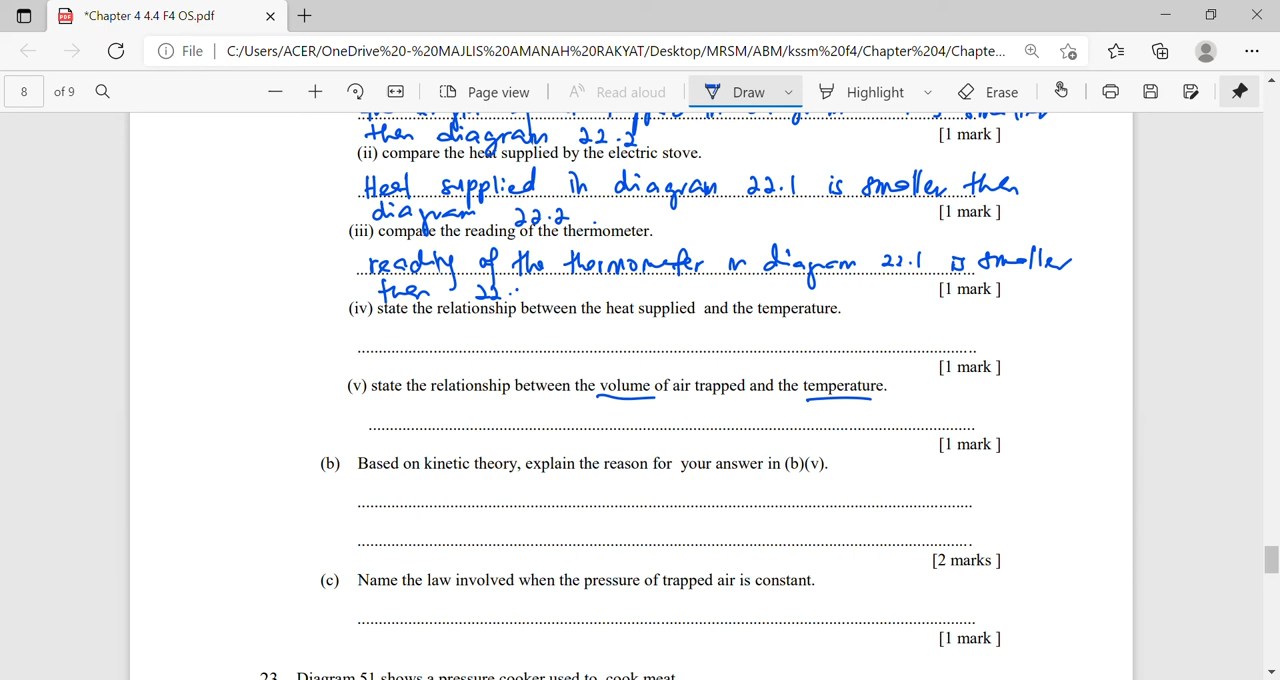 *Chapter 4 4.4 F4 OS.pdf
File C:/Users/ACER/OneDrive%20-%20MAJLIS%20AMANAH%20RAKYAT/Desktop/MRSM/ABM/kssm%20f4/Chapter%204/Chapte...
8 of 9 Page view Read aloud Draw Highlight Erase
then diagram 22.2 [1 mark ]
(ii) compare the heat supplied by the electric stove.
Heat supplied in diagram 22.1 is smaller then
diagram 22.2 [1 mark ]
(iii) compare the reading of the thermometer.
reading of the thermometer in diagram 22.1 is smaller
then 22. [1 mark ]
(iv) state the relationship between the heat supplied and the temperature.
[1 mark ]
(v) state the relationship between the volume of air trapped and the temperature.
[1 mark ]
(b) Based on kinetic theory, explain the reason for your answer in (b)(v).
[2 marks ]
(c) Name the law involved when the pressure of trapped air is constant.
[1 mark ]
23 Diagram 51 shows a pressure cooker used to cook meat